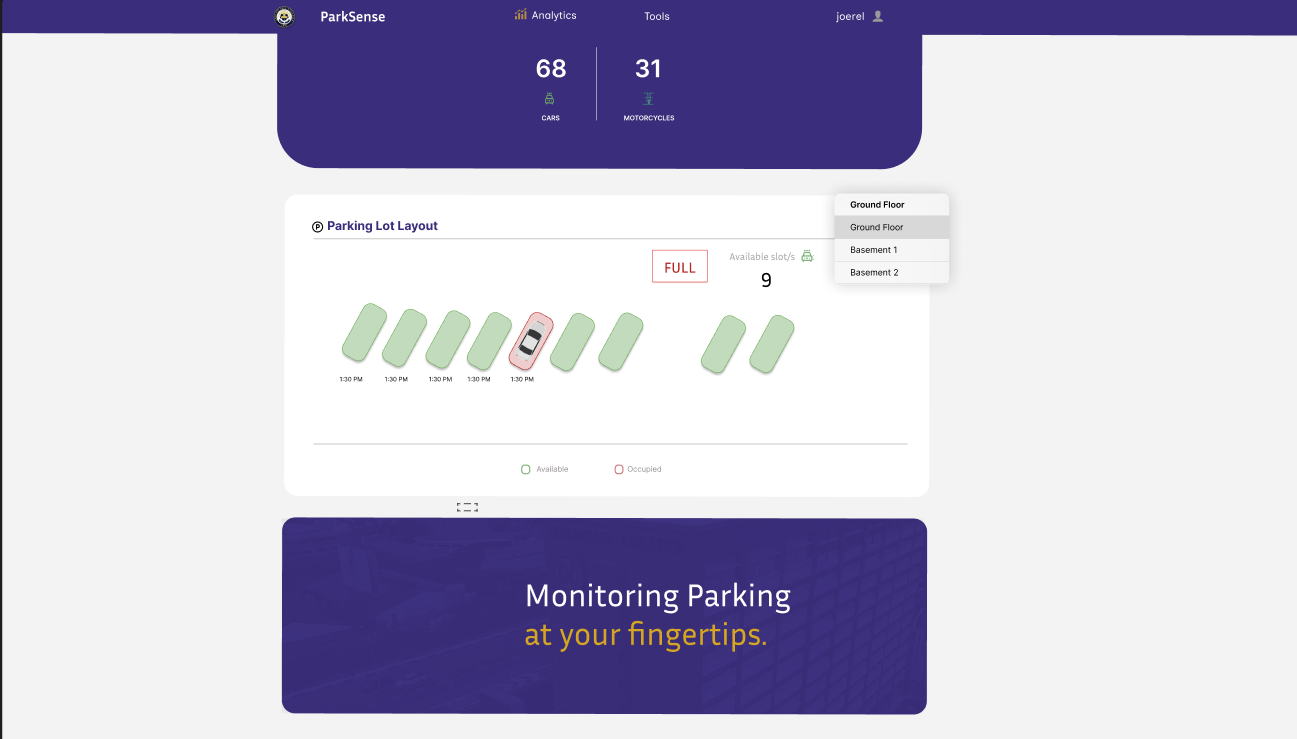 ParkSense
Analytics
Tools
joerel
68
31
CARS
MOTORCYCLES
P Parking Lot Layout
Ground Floor
Ground Floor
Basement 1
Basement 2
FULL
Available slot/s
9
1:30 PM 1:30 PM 1:30 PM 1:30 PM 1:30 PM
Available
Occupied
Monitoring Parking
at your fingertips.